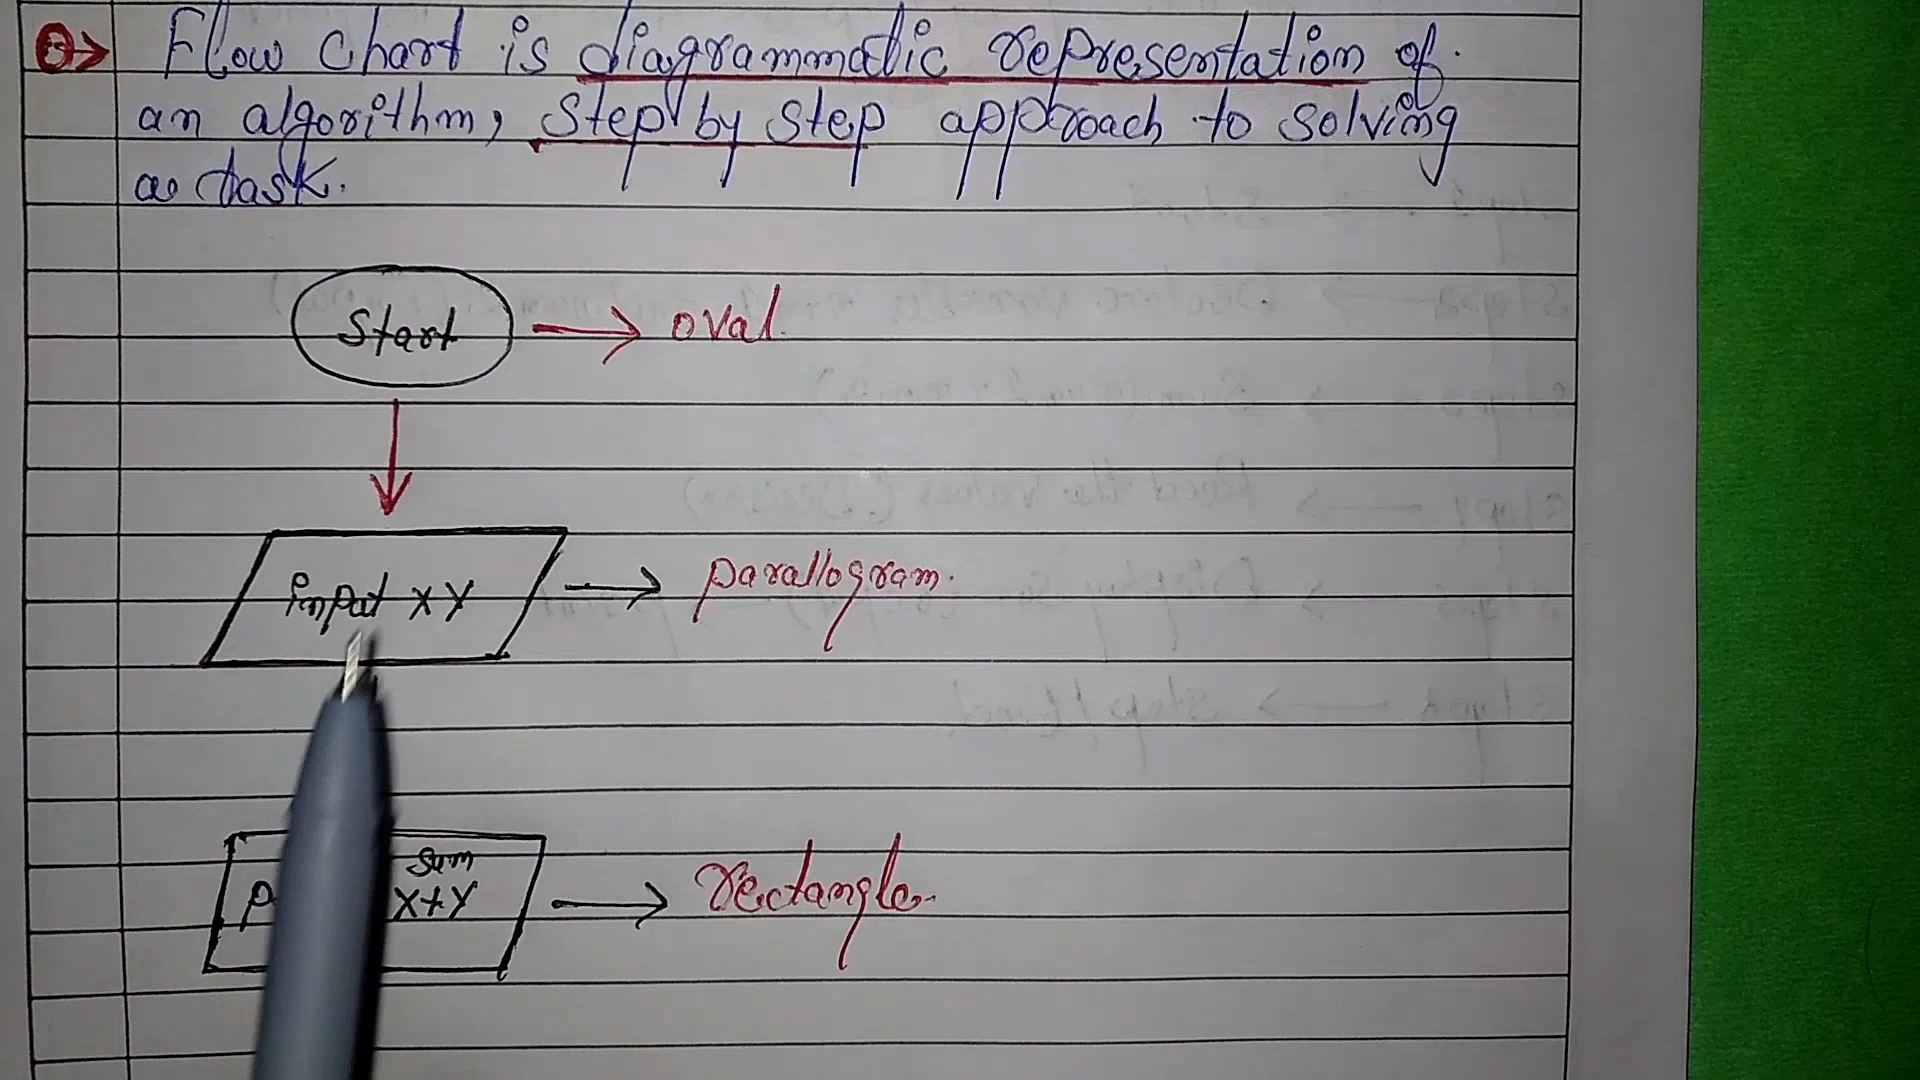 Flow chart is diagrammatic representation of
an algorithm, Step by step approach to solving
a task.
Start → oval
input X Y → parallogram.
Sum
X+Y → rectangle.